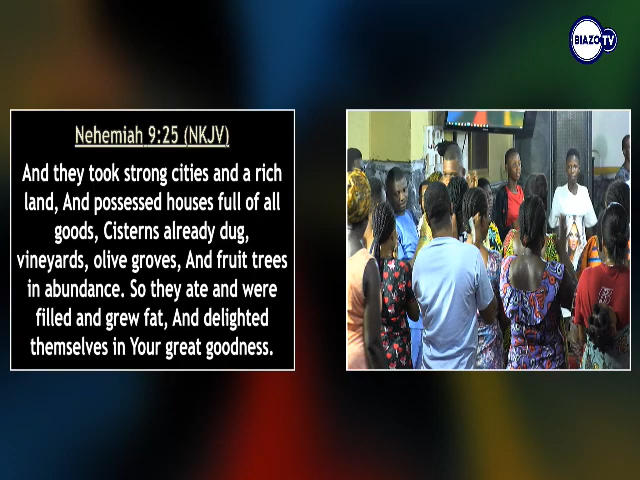 BIAZO TV
Nehemiah 9:25 (NKJV)
And they took strong cities and a rich
land, And possessed houses full of all
goods, Cisterns already dug,
vineyards, olive groves, And fruit trees
in abundance. So they ate and were
filled and grew fat, And delighted
themselves in Your great goodness.